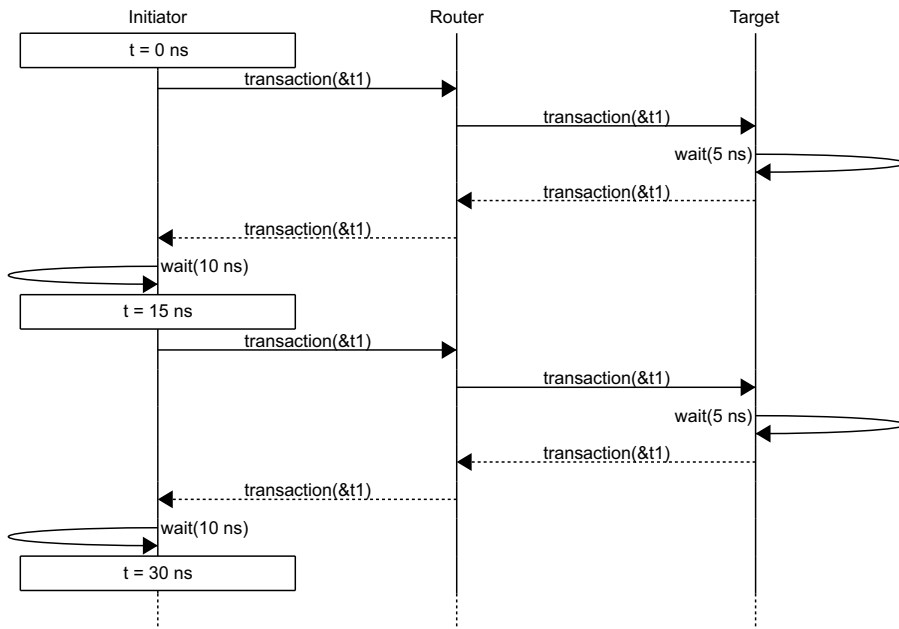 Initiator
Router
Target
t = 0 ns
transaction(&t1)
transaction(&t1)
wait(5 ns)
transaction(&t1)
transaction(&t1)
wait(10 ns)
t = 15 ns
transaction(&t1)
transaction(&t1)
wait(5 ns)
transaction(&t1)
transaction(&t1)
wait(10 ns)
t = 30 ns